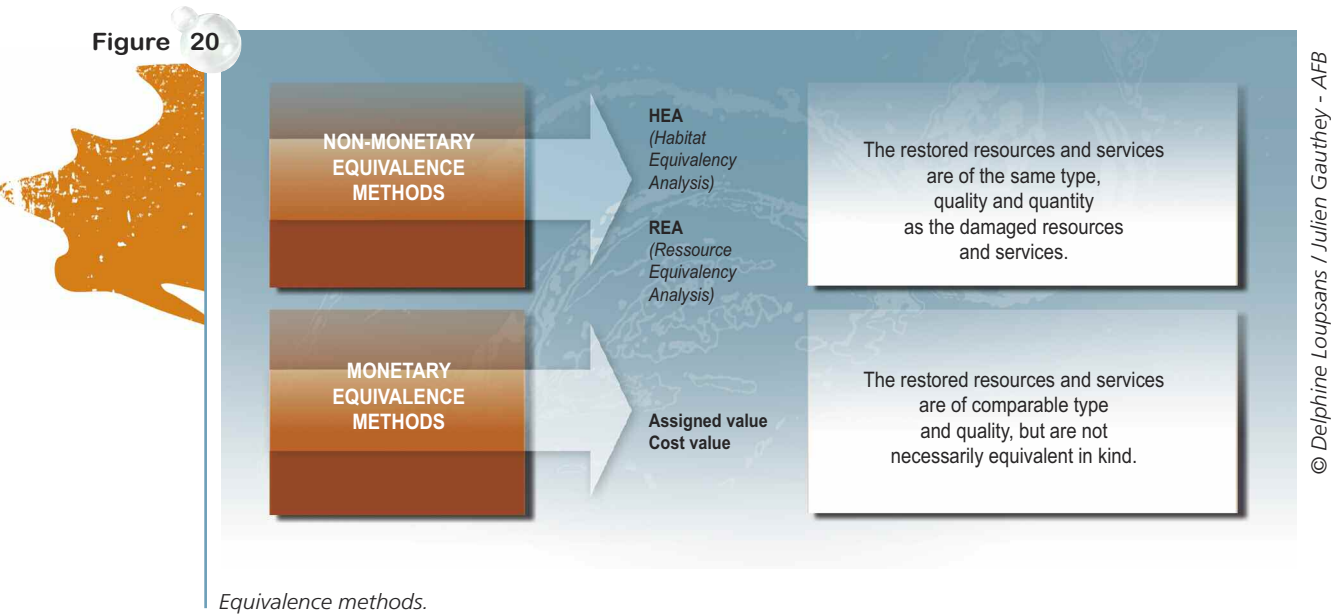 Figure 20
NON-MONETARY
EQUIVALENCE
METHODS
HEA
(Habitat
Equivalency
Analysis)
REA
(Ressource
Equivalency
Analysis)
The restored resources and services
are of the same type,
quality and quantity
as the damaged resources
and services.
MONETARY
EQUIVALENCE
METHODS
Assigned value
Cost value
The restored resources and services
are of comparable type
and quality, but are not
necessarily equivalent in kind.
© Delphine Loupsans / Julien Gauthey - AFB
Equivalence methods.